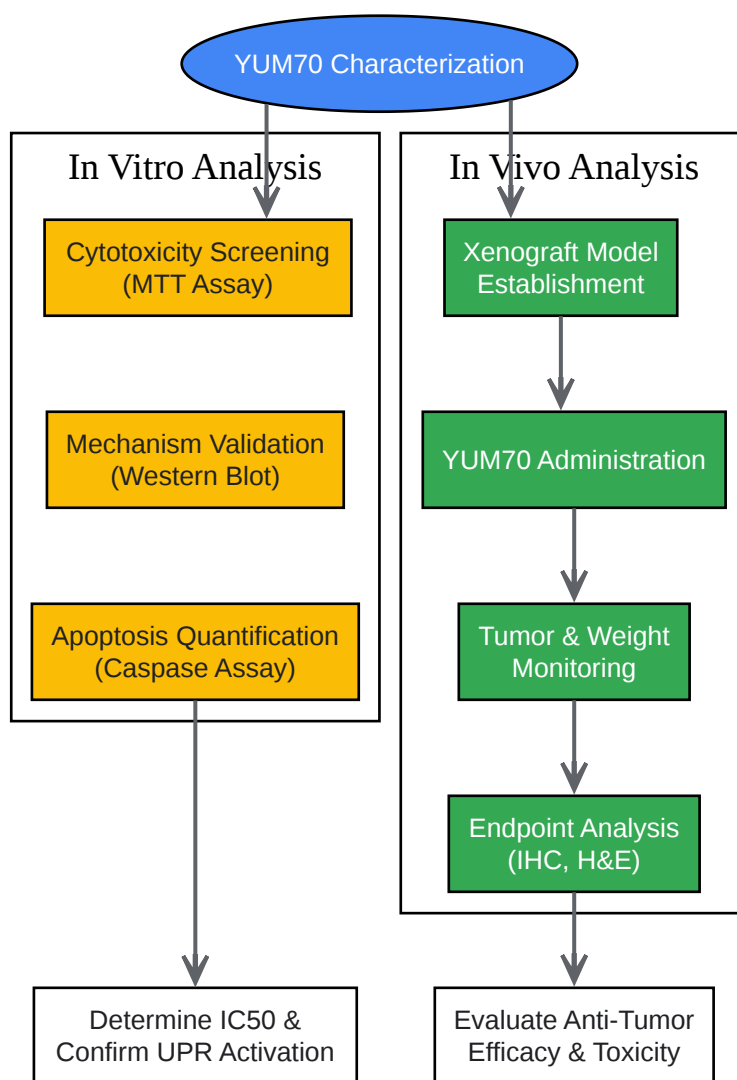 YUM70 Characterization
In Vitro Analysis
Cytotoxicity Screening
(MTT Assay)
Mechanism Validation
(Western Blot)
Apoptosis Quantification
(Caspase Assay)
Determine IC50 &
Confirm UPR Activation
In Vivo Analysis
Xenograft Model
Establishment
YUM70 Administration
Tumor & Weight
Monitoring
Endpoint Analysis
(IHC, H&E)
Evaluate Anti-Tumor
Efficacy & Toxicity